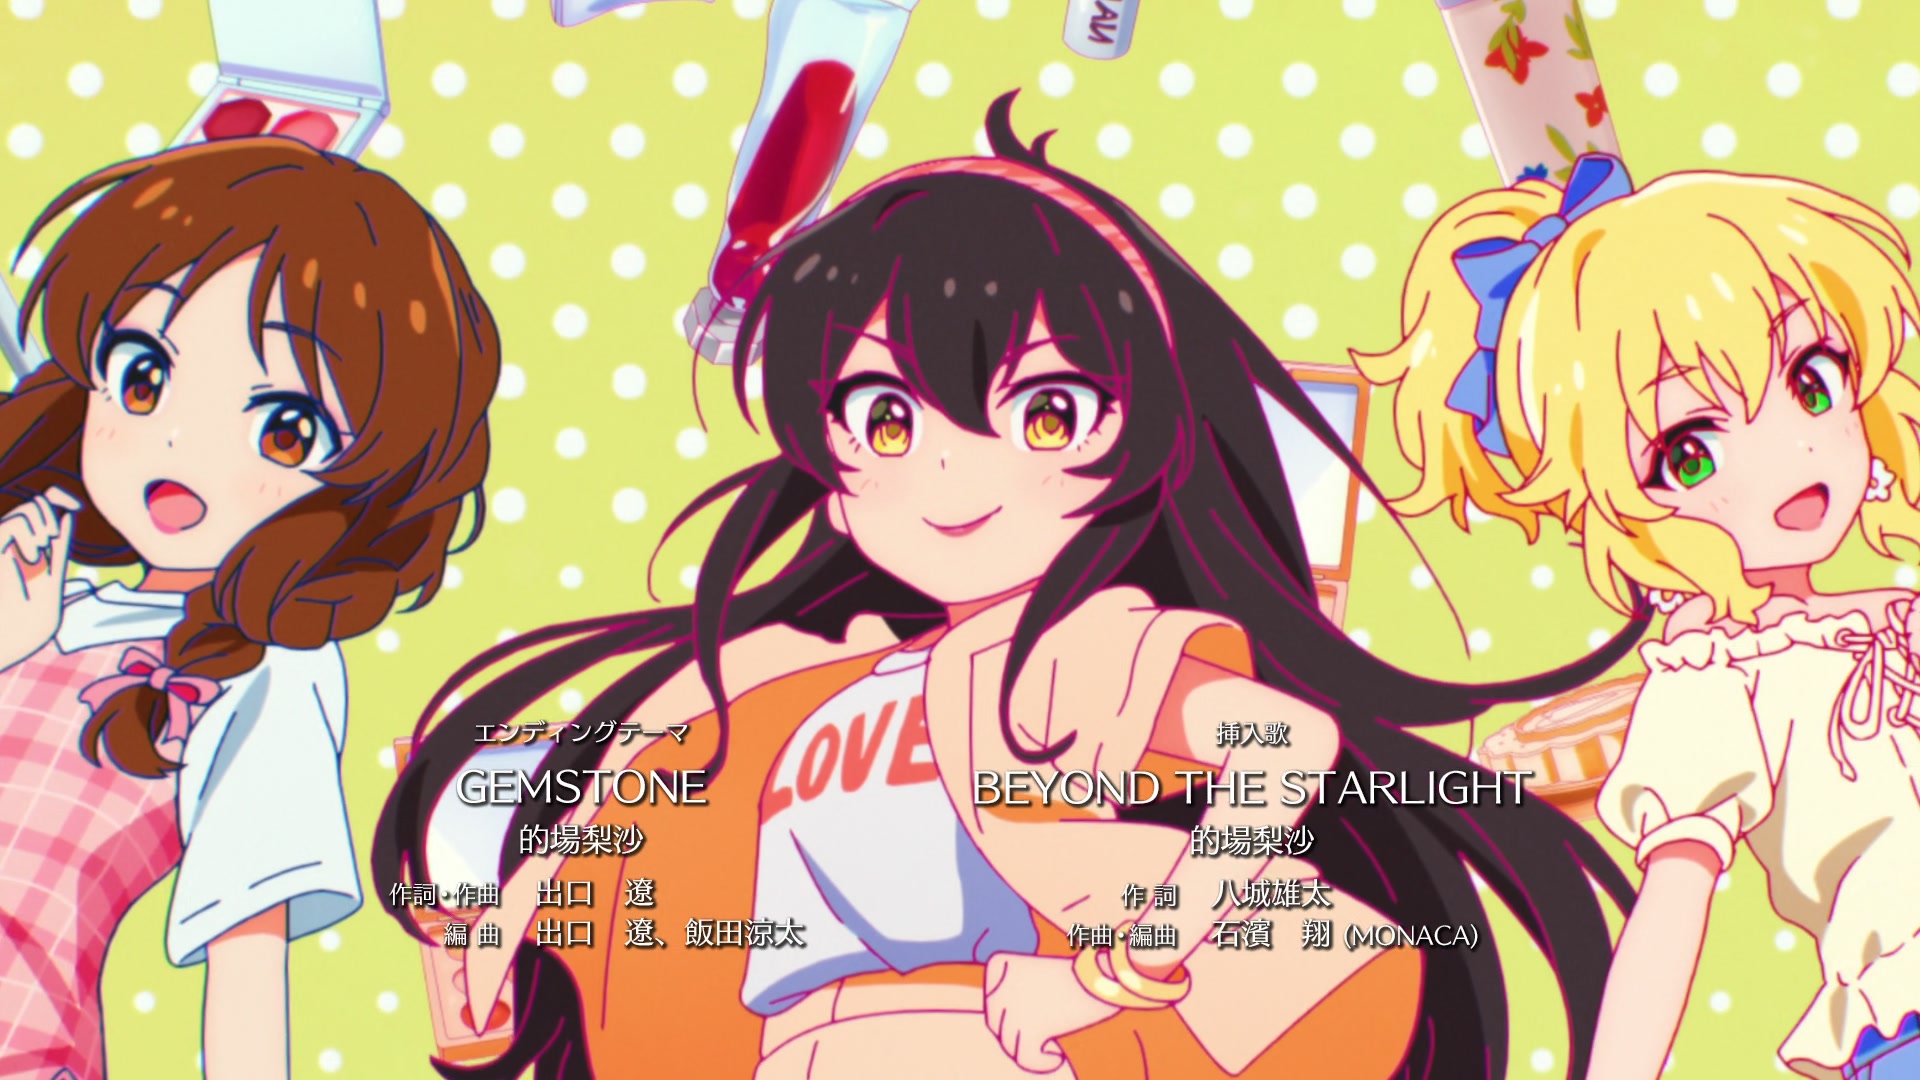 NAM
LOVE
エンディングテーマ
GEMSTONE
的場梨沙
作詞・作曲 出口 遼
編曲 出口 遼、飯田涼太
挿入歌
BEYOND THE STARLIGHT
的場梨沙
作詞 八城雄太
作曲・編曲 石濱 翔 (MONACA)